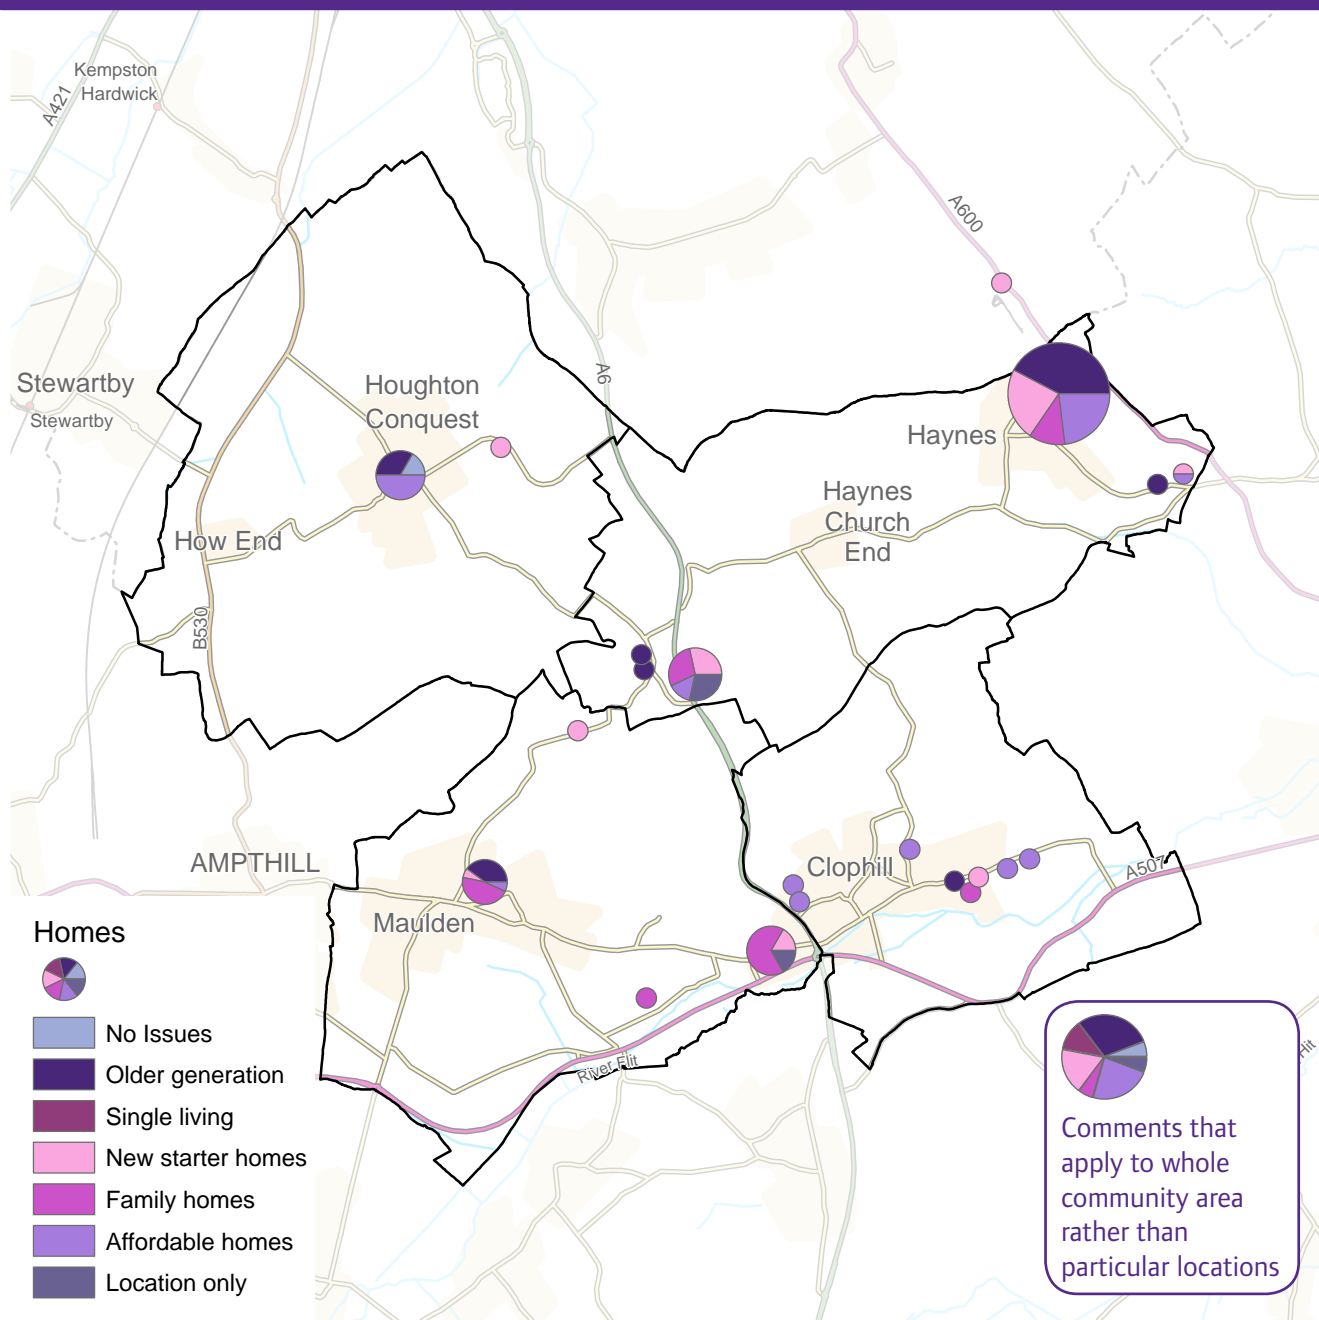 Kempston
Hardwick
A421
A600
A6
Stewartby
Stewartby
Houghton
Conquest
Haynes
Haynes
Church
End
How End
B530
AMPTHILL
Clophill
A507
Maulden
River Flit
Hit
Homes
No Issues
Older generation
Single living
New starter homes
Family homes
Affordable homes
Location only
Comments that
apply to whole
community area
rather than
particular locations